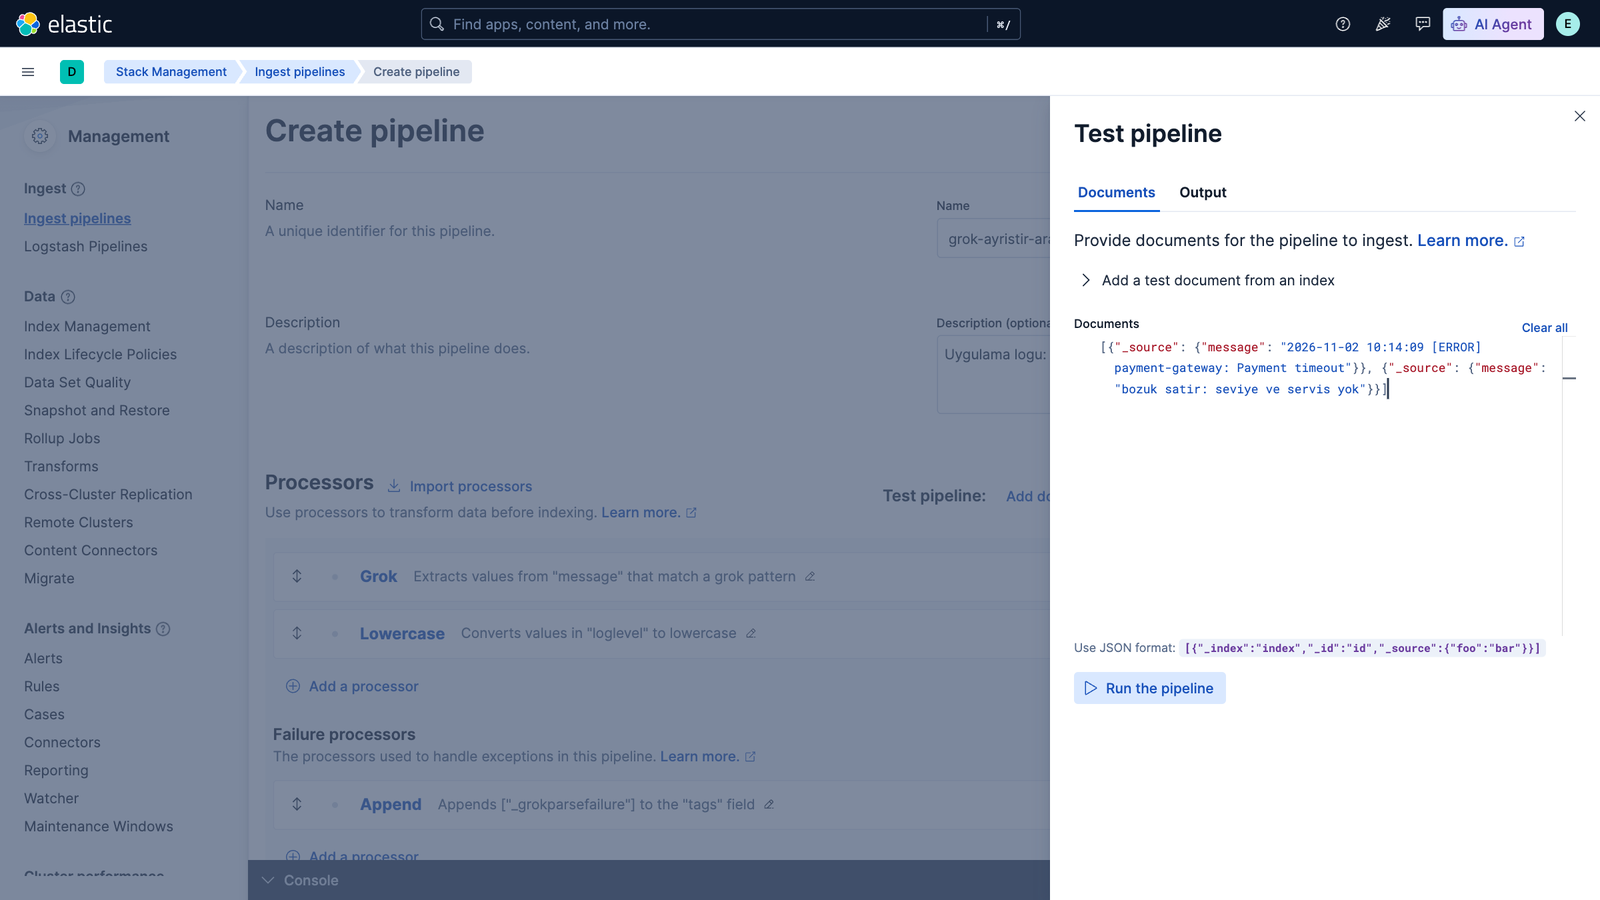 elastic
Find apps, content, and more.
⌘/
AI Agent
E
D
Stack Management
Ingest pipelines
Create pipeline
Management
Ingest
Ingest pipelines
Logstash Pipelines
Data
Index Management
Index Lifecycle Policies
Data Set Quality
Snapshot and Restore
Rollup Jobs
Transforms
Cross-Cluster Replication
Remote Clusters
Content Connectors
Migrate
Alerts and Insights
Alerts
Rules
Cases
Connectors
Reporting
Watcher
Maintenance Windows
Cluster performance
Create pipeline
Name
A unique identifier for this pipeline.
Name
grok-ayristir-ara
Description
A description of what this pipeline does.
Description (optiona
Uygulama logu:
Processors
Import processors
Use processors to transform data before indexing. Learn more.
Test pipeline:
Add do
Grok Extracts values from "message" that match a grok pattern
Lowercase Converts values in "loglevel" to lowercase
Add a processor
Failure processors
The processors used to handle exceptions in this pipeline. Learn more.
Append Appends ["_grokparsefailure"] to the "tags" field
Add a processor
Console
Test pipeline
Documents
Output
Provide documents for the pipeline to ingest. Learn more.
Add a test document from an index
Documents
Clear all
[{"_source": {"message": "2026-11-02 10:14:09 [ERROR]
payment-gateway: Payment timeout"}}, {"_source": {"message":
"bozuk satir: seviye ve servis yok"}}]
Use JSON format: [{"_index":"index","_id":"id","_source":{"foo":"bar"}}]
Run the pipeline